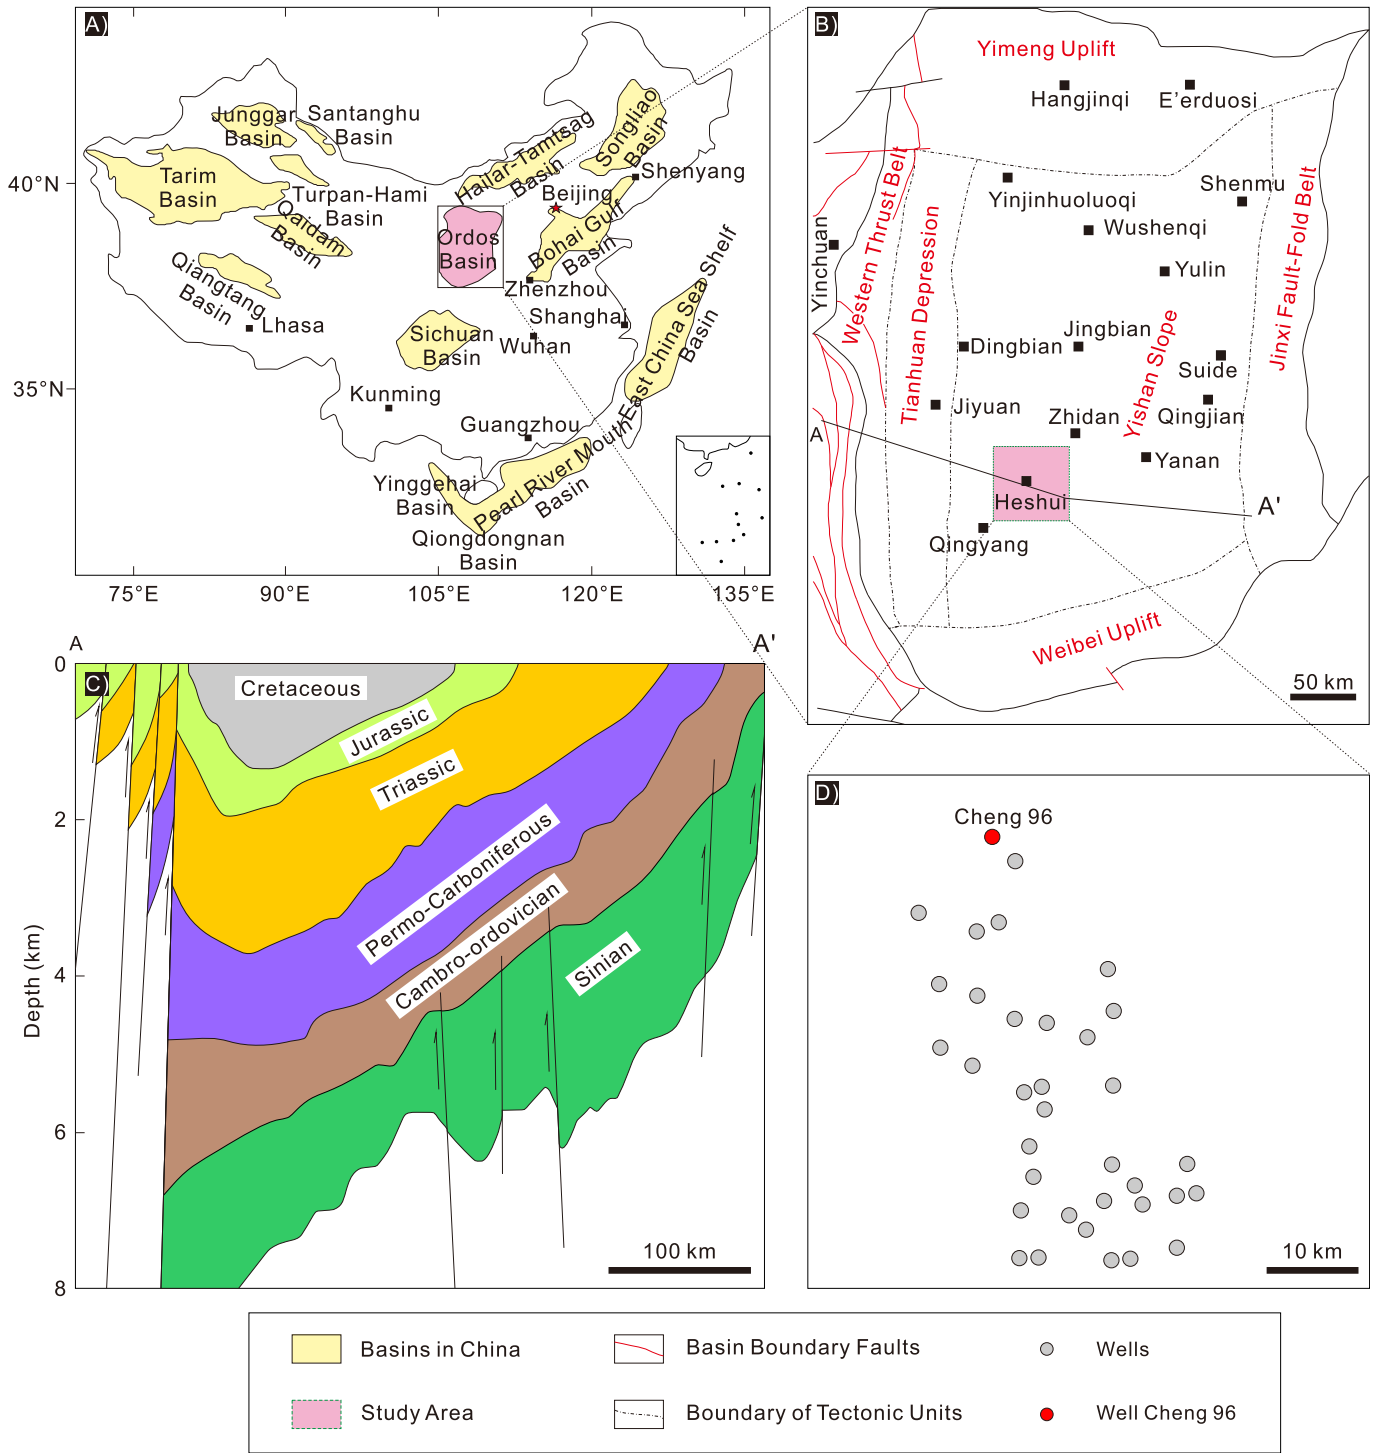 A)
Junggar
Basin
Santanghu
Basin
Tarim
Basin
Turpan-Hami
Basin
Qaidam
Basin
Qiangtang
Basin
Lhasa
Hailar-Tamtsag
Basin
Songliao
Basin
Shenyang
Beijing
Ordos
Basin
Bohai Gulf
Basin
Zhenzhou
Shanghai
Wuhan
Sichuan
Basin
East China Sea Shelf
Basin
Kunming
Guangzhou
Yinggehai
Basin
Pearl River Mouth
Basin
Qiongdongnan
Basin
40°N
35°N
75°E
90°E
105°E
120°E
135°E
B)
Yimeng Uplift
Hangjinqi
E'erduosi
Yinjinhuoluoqi
Shenmu
Wushenqi
Yulin
Yinchuan
Western Thrust Belt
Tianhuan Depression
Jinxi Fault-Fold Belt
Dingbian
Jingbian
Suide
Yishan Slope
Jiyuan
Zhidan
Qingjian
A
Yanan
Heshui
A'
Qingyang
Weibei Uplift
50 km
A
A'
C)
Cretaceous
Jurassic
Triassic
Permo-Carboniferous
Cambro-ordovician
Sinian
0
2
4
6
8
Depth (km)
100 km
D)
Cheng 96
10 km
Basins in China
Basin Boundary Faults
Wells
Study Area
Boundary of Tectonic Units
Well Cheng 96